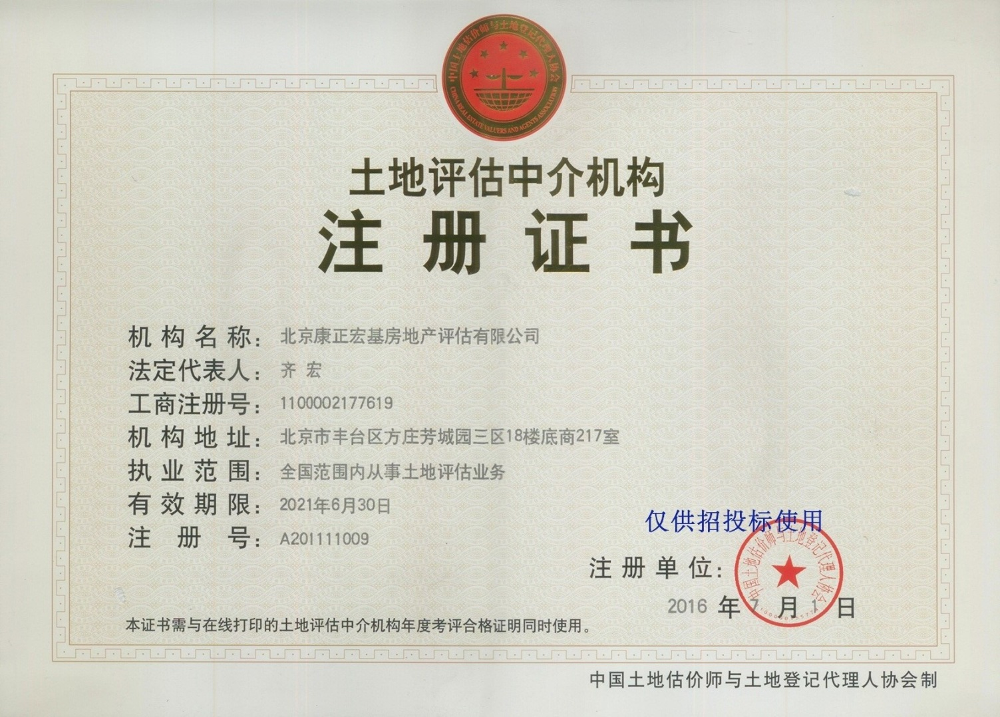 中国土地估价师与土地登记代理人协会
CHINA REAL ESTATE VALUERS AND AGENTS ASSOCIATION
土地评估中介机构
注册证书
机构名称：北京康正宏基房地产评估有限公司
法定代表人：齐 宏
工商注册号：1100002177619
机构地址：北京市丰台区方庄芳城园三区18楼底商217室
执业范围：全国范围内从事土地评估业务
有效期限：2021年6月30日
注册号：A201111009
仅供招投标使用
注册单位：
中国土地估价师与土地登记代理人协会
2016年7月1日
本证书需与在线打印的土地评估中介机构年度考评合格证明同时使用。
中国土地估价师与土地登记代理人协会制